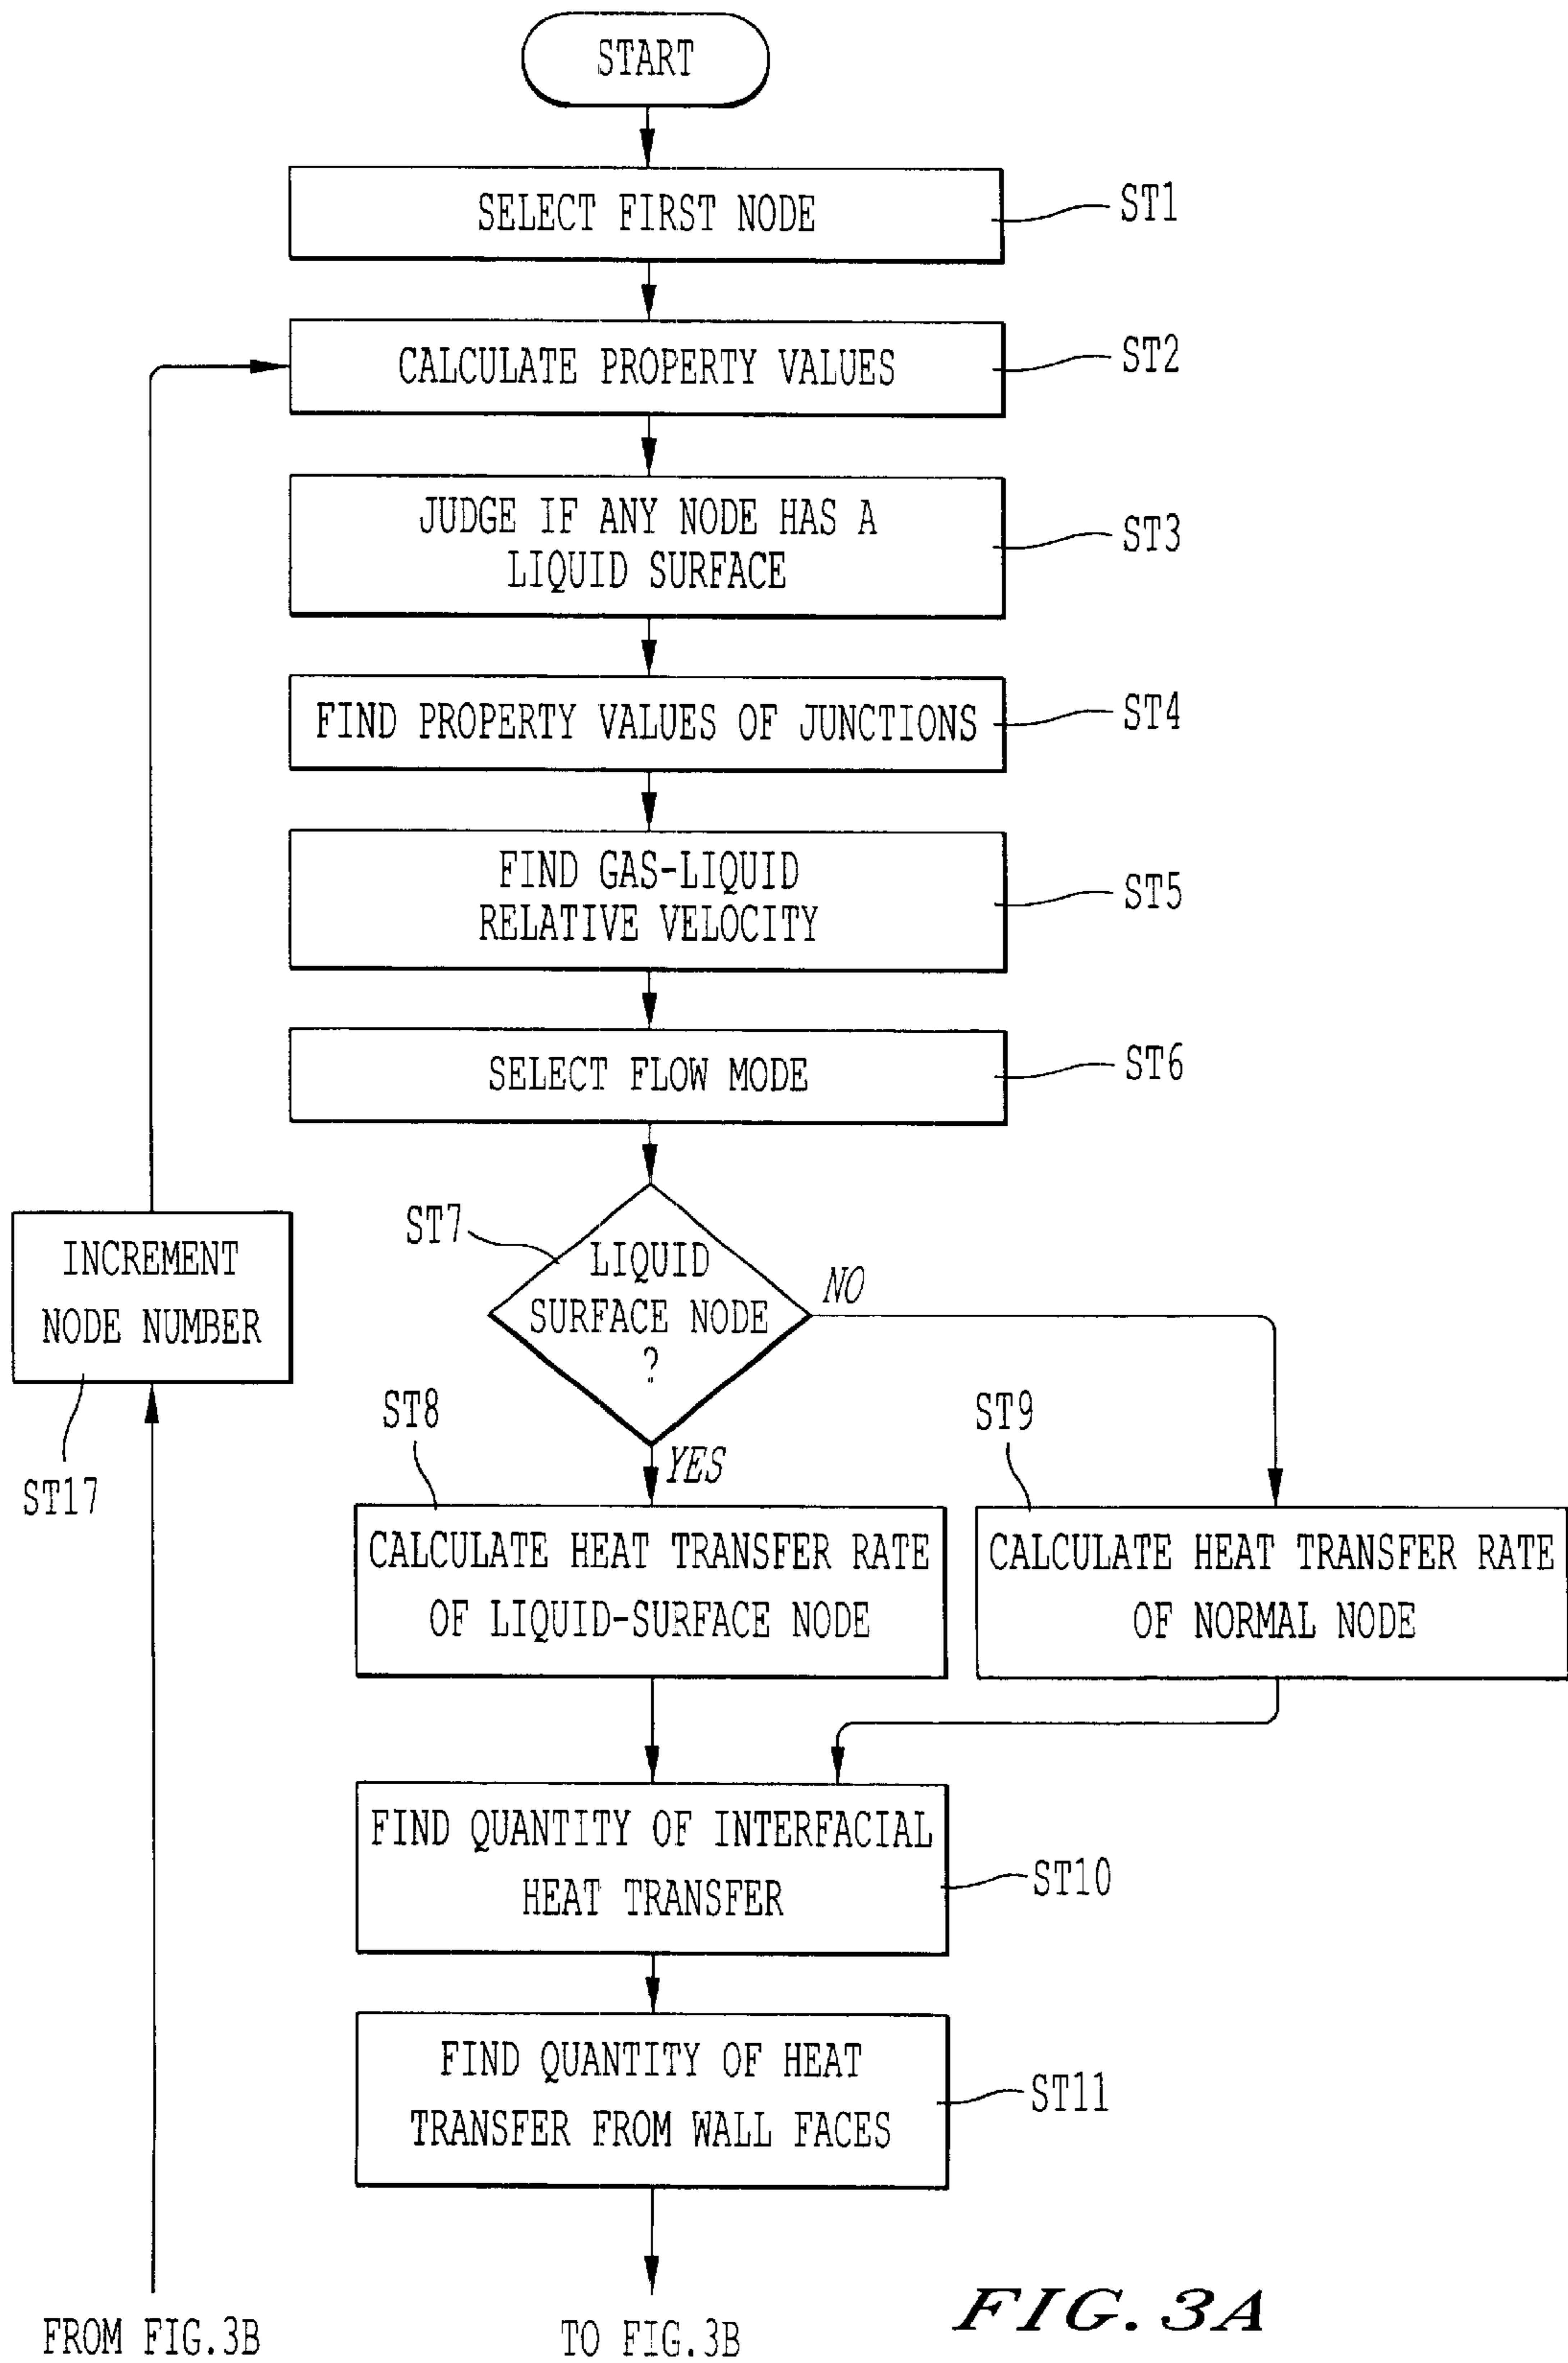 START
SELECT FIRST NODE
ST1
CALCULATE PROPERTY VALUES
ST2
JUDGE IF ANY NODE HAS A
LIQUID SURFACE
ST3
FIND PROPERTY VALUES OF JUNCTIONS
ST4
FIND GAS-LIQUID
RELATIVE VELOCITY
ST5
SELECT FLOW MODE
ST6
ST7
LIQUID
SURFACE NODE
?
NO
YES
INCREMENT
NODE NUMBER
ST17
ST8
CALCULATE HEAT TRANSFER RATE
OF LIQUID-SURFACE NODE
ST9
CALCULATE HEAT TRANSFER RATE
OF NORMAL NODE
FIND QUANTITY OF INTERFACIAL
HEAT TRANSFER
ST10
FIND QUANTITY OF HEAT
TRANSFER FROM WALL FACES
ST11
FROM FIG.3B
TO FIG.3B
FIG. 3A